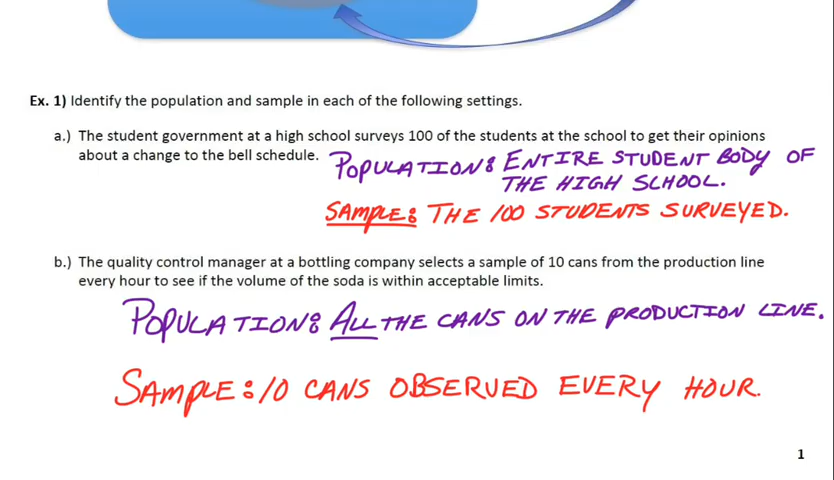 Ex. 1) Identify the population and sample in each of the following settings.
a.) The student government at a high school surveys 100 of the students at the school to get their opinions
about a change to the bell schedule. POPULATION: ENTIRE STUDENT BODY OF
THE HIGH SCHOOL.
SAMPLE: THE 100 STUDENTS SURVEYED.
b.) The quality control manager at a bottling company selects a sample of 10 cans from the production line
every hour to see if the volume of the soda is within acceptable limits.
POPULATION: ALL THE CANS ON THE PRODUCTION LINE.
SAMPLE: 10 CANS OBSERVED EVERY HOUR.
1